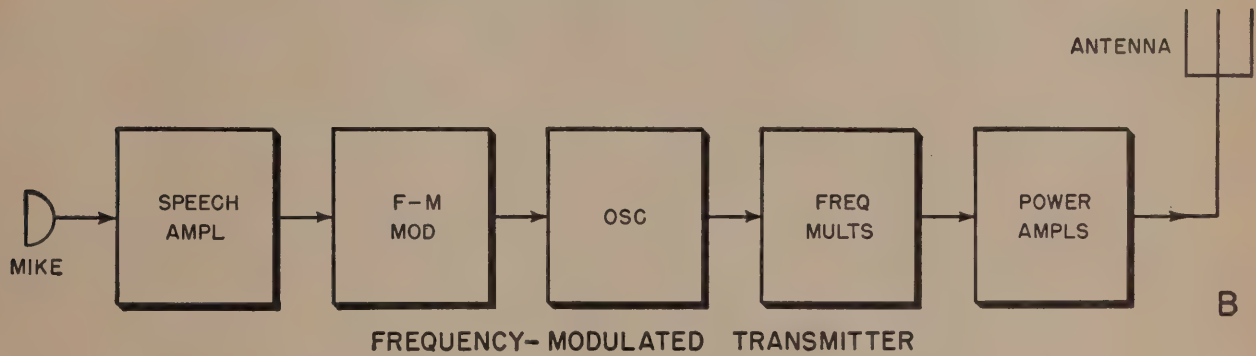 ANTENNA
MIKE
SPEECH
AMPL
F-M
MOD
OSC
FREQ
MULTS
POWER
AMPLS
B
FREQUENCY-MODULATED TRANSMITTER